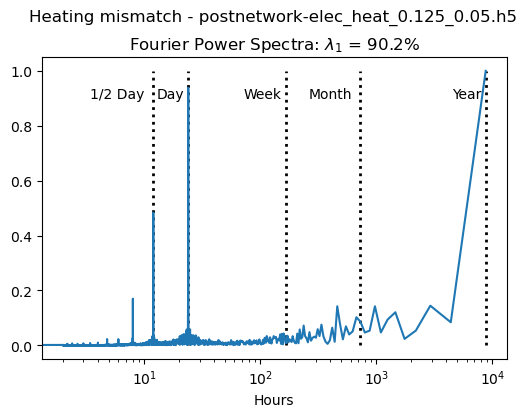 Heating mismatch - postnetwork-elec_heat_0.125_0.05.h5
Fourier Power Spectra: λ₁ = 90.2%
1.0
1/2 Day Day Week Month Year
0.8
0.6
0.4
0.2
0.0
10¹ 10² 10³ 10⁴
Hours